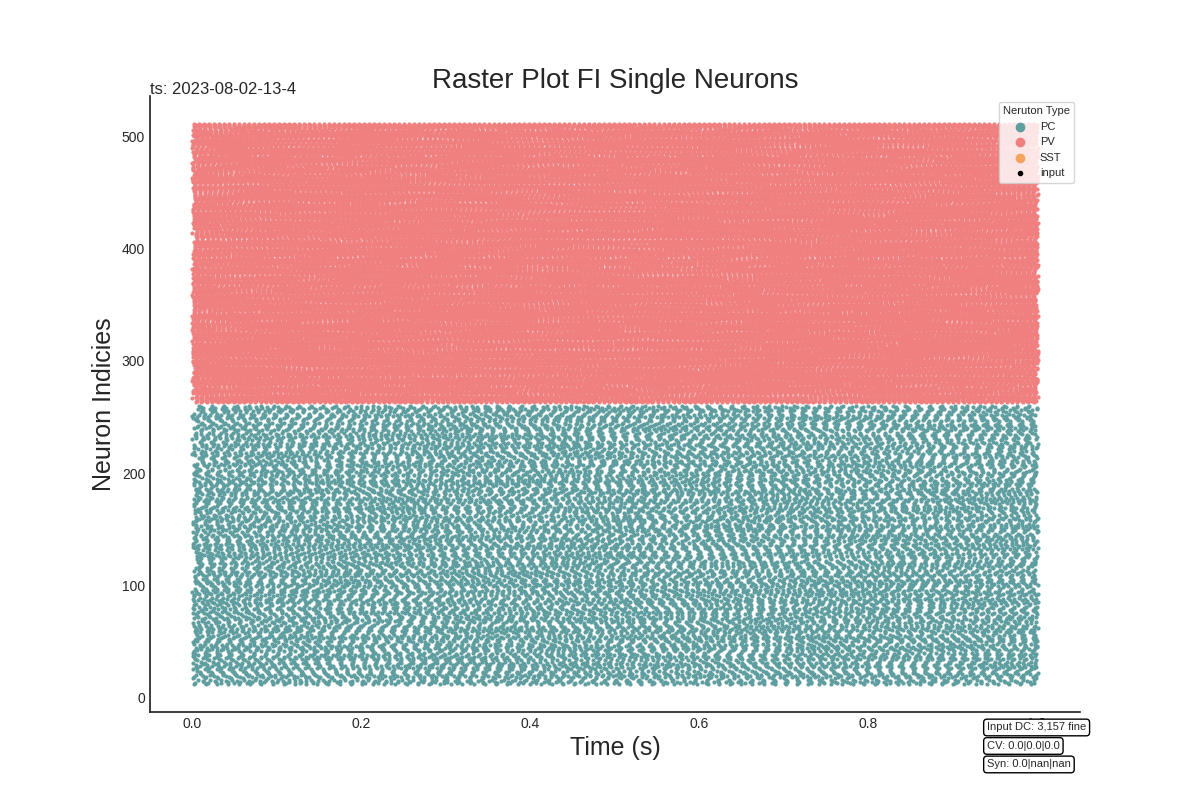 Raster Plot FI Single Neurons
ts: 2023-08-02-13-4
Neruton Type
PC
PV
SST
input
500
400
300
200
100
0
Neuron Indicies
0.0 0.2 0.4 0.6 0.8
Time (s)
Input DC: 3,157 fine
CV: 0.0|0.0|0.0
Syn: 0.0|nan|nan